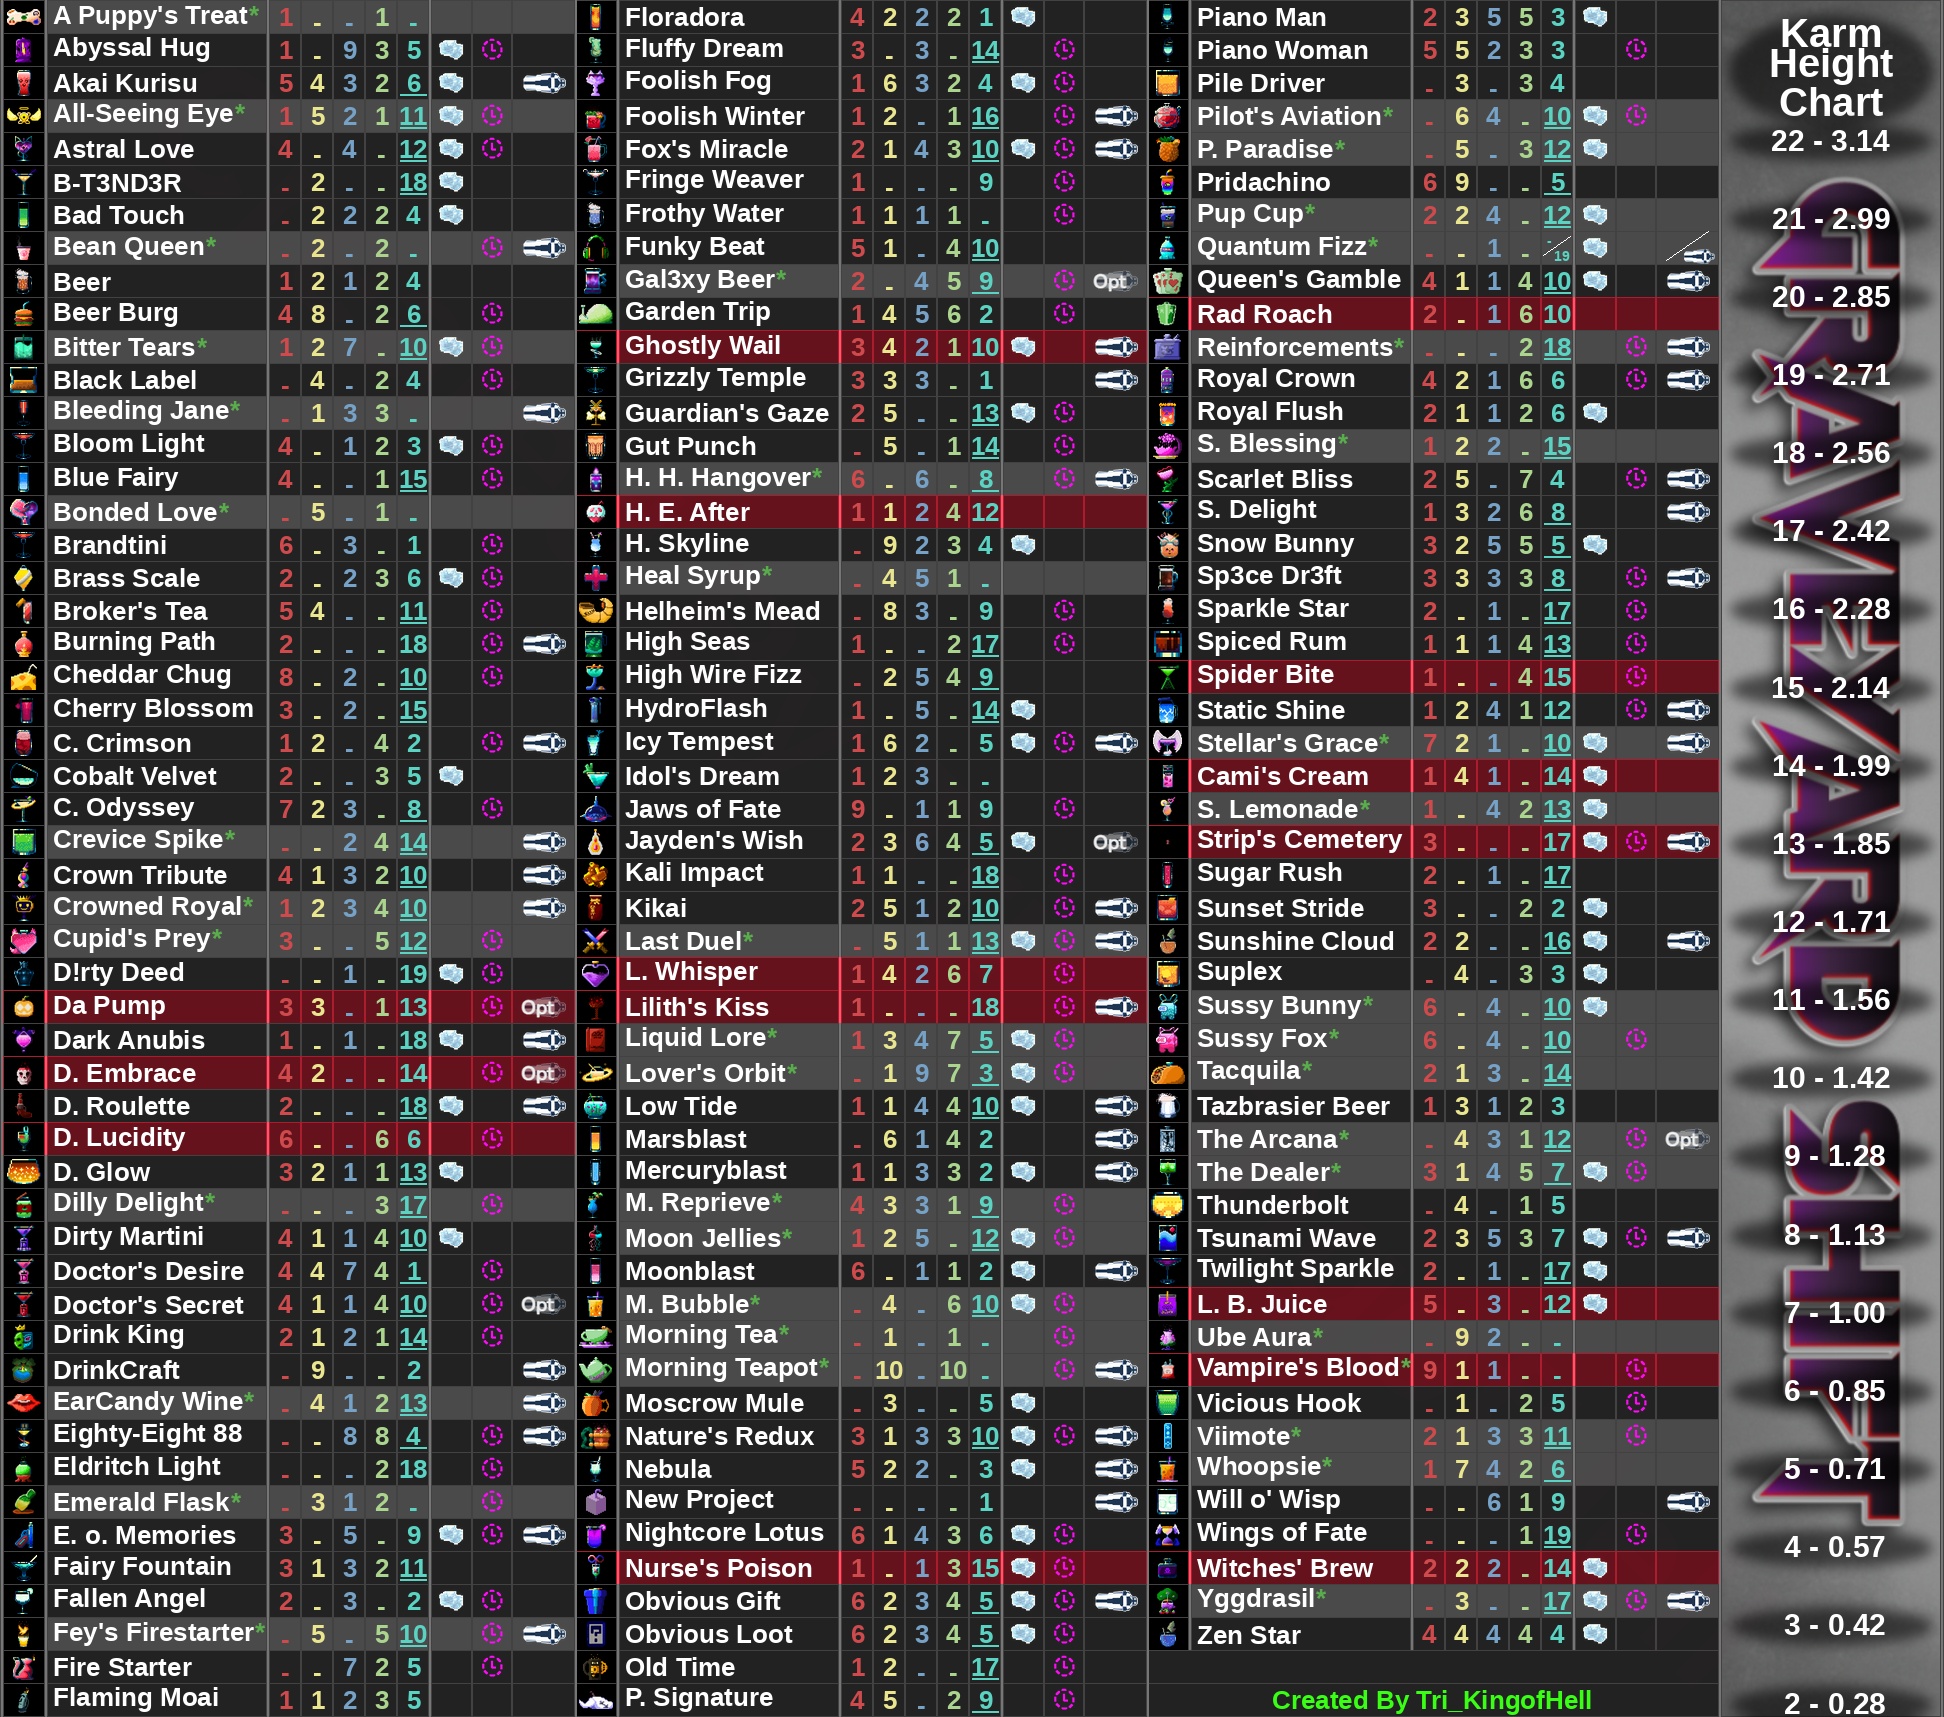 A Puppy's Treat* 1 - - 1 -
Abyssal Hug 1 - 9 3 5
Akai Kurisu 5 4 3 2 6
All-Seeing Eye* 1 5 2 1 11
Astral Love 4 - 4 - 12
B-T3ND3R - 2 - - 18
Bad Touch - 2 2 2 4
Bean Queen* - 2 - 2 -
Beer 1 2 1 2 4
Beer Burg 4 8 - 2 6
Bitter Tears* 1 2 7 - 10
Black Label - 4 - 2 4
Bleeding Jane* - 1 3 3 -
Bloom Light 4 - 1 2 3
Blue Fairy 4 - - 1 15
Bonded Love* - 5 - 1 -
Brandtini 6 - 3 - 1
Brass Scale 2 - 2 3 6
Broker's Tea 5 4 - - 11
Burning Path 2 - - - 18
Cheddar Chug 8 - 2 - 10
Cherry Blossom 3 - 2 - 15
C. Crimson 1 2 - 4 2
Cobalt Velvet 2 - - 3 5
C. Odyssey 7 2 3 - 8
Crevice Spike* - - 2 4 14
Crown Tribute 4 1 3 2 10
Crowned Royal* 1 2 3 4 10
Cupid's Prey* 3 - - 5 12
D!rty Deed - - 1 - 19
Da Pump 3 3 - 1 13 Opt
Dark Anubis 1 - 1 - 18
D. Embrace 4 2 - - 14 Opt
D. Roulette 2 - - - 18
D. Lucidity 6 - - 6 6
D. Glow 3 2 1 1 13
Dilly Delight* - - - 3 17
Dirty Martini 4 1 1 4 10
Doctor's Desire 4 4 7 4 1
Doctor's Secret 4 1 1 4 10 Opt
Drink King 2 1 2 1 14
DrinkCraft - 9 - - 2
EarCandy Wine* - 4 1 2 13
Eighty-Eight 88 - - 8 8 4
Eldritch Light - - - 2 18
Emerald Flask* - 3 1 2 -
E. o. Memories 3 - 5 - 9
Fairy Fountain 3 1 3 2 11
Fallen Angel 2 - 3 - 2
Fey's Firestarter* - 5 - 5 10
Fire Starter - - 7 2 5
Flaming Moai 1 1 2 3 5
Floradora 4 2 2 2 1
Fluffy Dream 3 - 3 - 14
Foolish Fog 1 6 3 2 4
Foolish Winter 1 2 - 1 16
Fox's Miracle 2 1 4 3 10
Fringe Weaver 1 - - - 9
Frothy Water 1 1 1 1 -
Funky Beat 5 1 - 4 10
Gal3xy Beer* 2 - 4 5 9 Opt
Garden Trip 1 4 5 6 2
Ghostly Wail 3 4 2 1 10
Grizzly Temple 3 3 3 - 1
Guardian's Gaze 2 5 - - 13
Gut Punch - 5 - 1 14
H. H. Hangover* 6 - 6 - 8
H. E. After 1 1 2 4 12
H. Skyline - 9 2 3 4
Heal Syrup* - 4 5 1 -
Helheim's Mead - 8 3 - 9
High Seas 1 - - 2 17
High Wire Fizz - 2 5 4 9
HydroFlash 1 - 5 - 14
Icy Tempest 1 6 2 - 5
Idol's Dream 1 2 3 - -
Jaws of Fate 9 - 1 1 9
Jayden's Wish 2 3 6 4 5 Opt
Kali Impact 1 1 - - 18
Kikai 2 5 1 2 10
Last Duel* - 5 1 1 13
L. Whisper 1 4 2 6 7
Lilith's Kiss 1 - - - 18
Liquid Lore* 1 3 4 7 5
Lover's Orbit* - 1 9 7 3
Low Tide 1 1 4 4 10
Marsblast - 6 1 4 2
Mercuryblast 1 1 3 3 2
M. Reprieve* 4 3 3 1 9
Moon Jellies* 1 2 5 - 12
Moonblast 6 - 1 1 2
M. Bubble* - 4 - 6 10
Morning Tea* - 1 - 1 -
Morning Teapot* - 10 - 10 -
Moscrow Mule - 3 - - 5
Nature's Redux 3 1 3 3 10
Nebula 5 2 2 - 3
New Project - - - - 1
Nightcore Lotus 6 1 4 3 6
Nurse's Poison 1 - 1 3 15
Obvious Gift 6 2 3 4 5
Obvious Loot 6 2 3 4 5
Old Time 1 2 - - 17
P. Signature 4 5 - 2 9
Piano Man 2 3 5 5 3
Piano Woman 5 5 2 3 3
Pile Driver - 3 - 3 4
Pilot's Aviation* - 6 4 - 10
P. Paradise* - 5 - 3 12
Pridachino 6 9 - - 5
Pup Cup* 2 2 4 - 12
Quantum Fizz* - - 1 - -/19
Queen's Gamble 4 1 1 4 10
Rad Roach 2 - 1 6 10
Reinforcements* - - - 2 18
Royal Crown 4 2 1 6 6
Royal Flush 2 1 1 2 6
S. Blessing* 1 2 2 - 15
Scarlet Bliss 2 5 - 7 4
S. Delight 1 3 2 6 8
Snow Bunny 3 2 5 5 5
Sp3ce Dr3ft 3 3 3 3 8
Sparkle Star 2 - 1 - 17
Spiced Rum 1 1 1 4 13
Spider Bite 1 - - 4 15
Static Shine 1 2 4 1 12
Stellar's Grace* 7 2 1 - 10
Cami's Cream 1 4 1 - 14
S. Lemonade* 1 - 4 2 13
Strip's Cemetery 3 - - - 17
Sugar Rush 2 - 1 - 17
Sunset Stride 3 - - 2 2
Sunshine Cloud 2 2 - - 16
Suplex - 4 - 3 3
Sussy Bunny* 6 - 4 - 10
Sussy Fox* 6 - 4 - 10
Tacquila* 2 1 3 - 14
Tazbrasier Beer 1 3 1 2 3
The Arcana* - 4 3 1 12 Opt
The Dealer* 3 1 4 5 7
Thunderbolt - 4 - 1 5
Tsunami Wave 2 3 5 3 7
Twilight Sparkle 2 - 1 - 17
L. B. Juice 5 - 3 - 12
Ube Aura* - 9 2 - -
Vampire's Blood* 9 1 1 - -
Vicious Hook - 1 - 2 5
Viimote* 2 1 3 3 11
Whoopsie* 1 7 4 2 6
Will o' Wisp - - 6 1 9
Wings of Fate - - - 1 19
Witches' Brew 2 2 2 - 14
Yggdrasil* - 3 - - 17
Zen Star 4 4 4 4 4
Created By Tri_KingofHell
Karm
Height
Chart
22 - 3.14
21 - 2.99
20 - 2.85
19 - 2.71
18 - 2.56
17 - 2.42
16 - 2.28
15 - 2.14
14 - 1.99
13 - 1.85
12 - 1.71
11 - 1.56
10 - 1.42
9 - 1.28
8 - 1.13
7 - 1.00
6 - 0.85
5 - 0.71
4 - 0.57
3 - 0.42
2 - 0.28
GRAVEYARD SHIFT